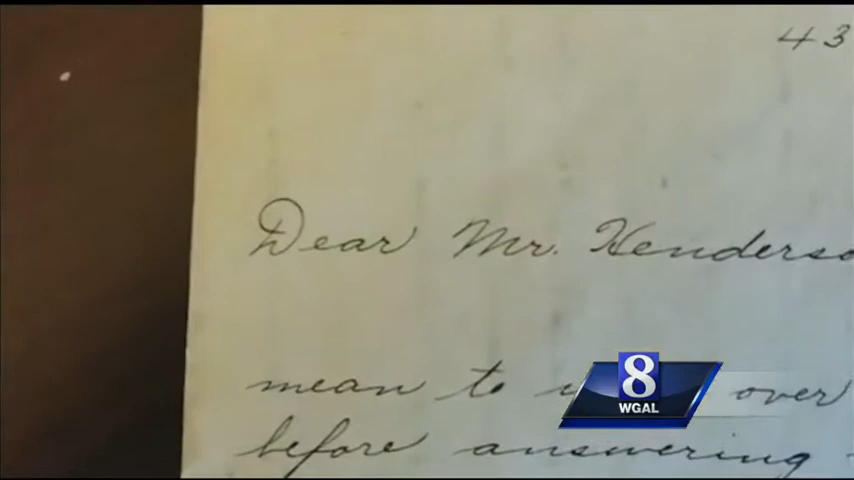 43
Dear Mr. Henderso
mean to over
before answering
8
WGAL